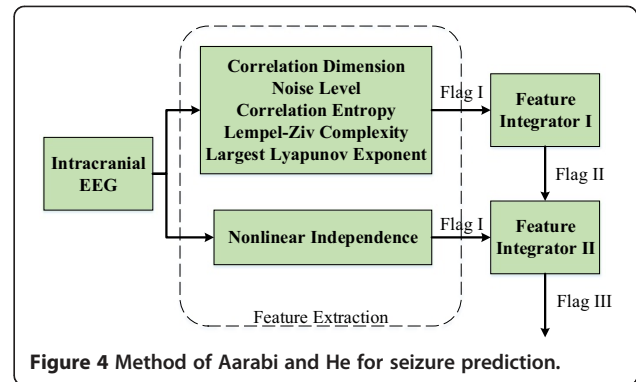 Intracranial
EEG
Correlation Dimension
Noise Level
Correlation Entropy
Lempel-Ziv Complexity
Largest Lyapunov Exponent
Flag I
Feature
Integrator I
Flag II
Nonlinear Independence
Flag I
Feature
Integrator II
Flag III
Feature Extraction
Figure 4 Method of Aarabi and He for seizure prediction.